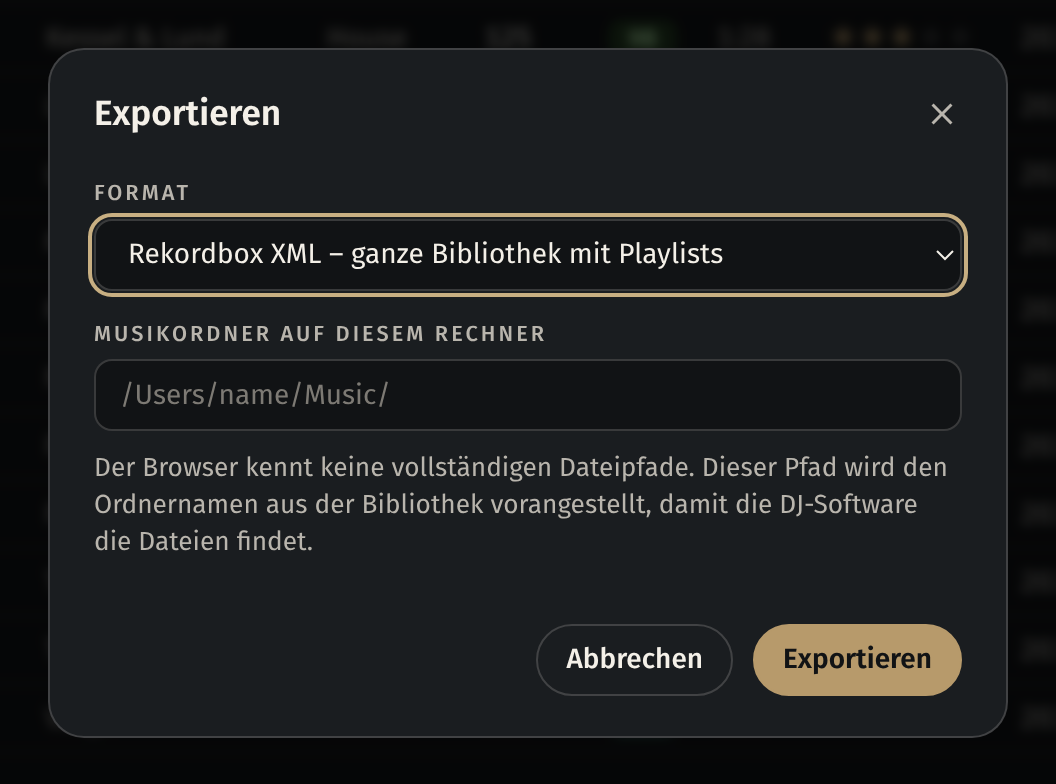 Exportieren
FORMAT
Rekordbox XML – ganze Bibliothek mit Playlists
MUSIKORDNER AUF DIESEM RECHNER
/Users/name/Music/
Der Browser kennt keine vollständigen Dateipfade. Dieser Pfad wird den
Ordnernamen aus der Bibliothek vorangestellt, damit die DJ-Software
die Dateien findet.
Abbrechen
Exportieren